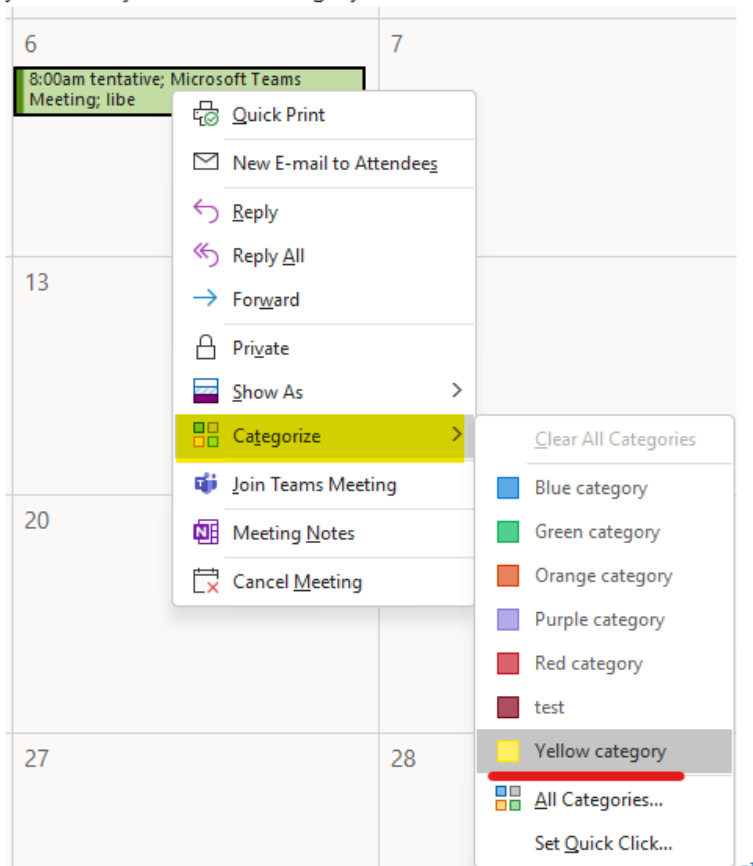 6
7
8:00am tentative; Microsoft Teams
Meeting; libe
Quick Print
New E-mail to Attendees
Reply
Reply All
Forward
13
Private
Show As
Categorize
Join Teams Meeting
Meeting Notes
Cancel Meeting
20
Clear All Categories
Blue category
Green category
Orange category
Purple category
Red category
test
Yellow category
All Categories...
Set Quick Click...
27
28